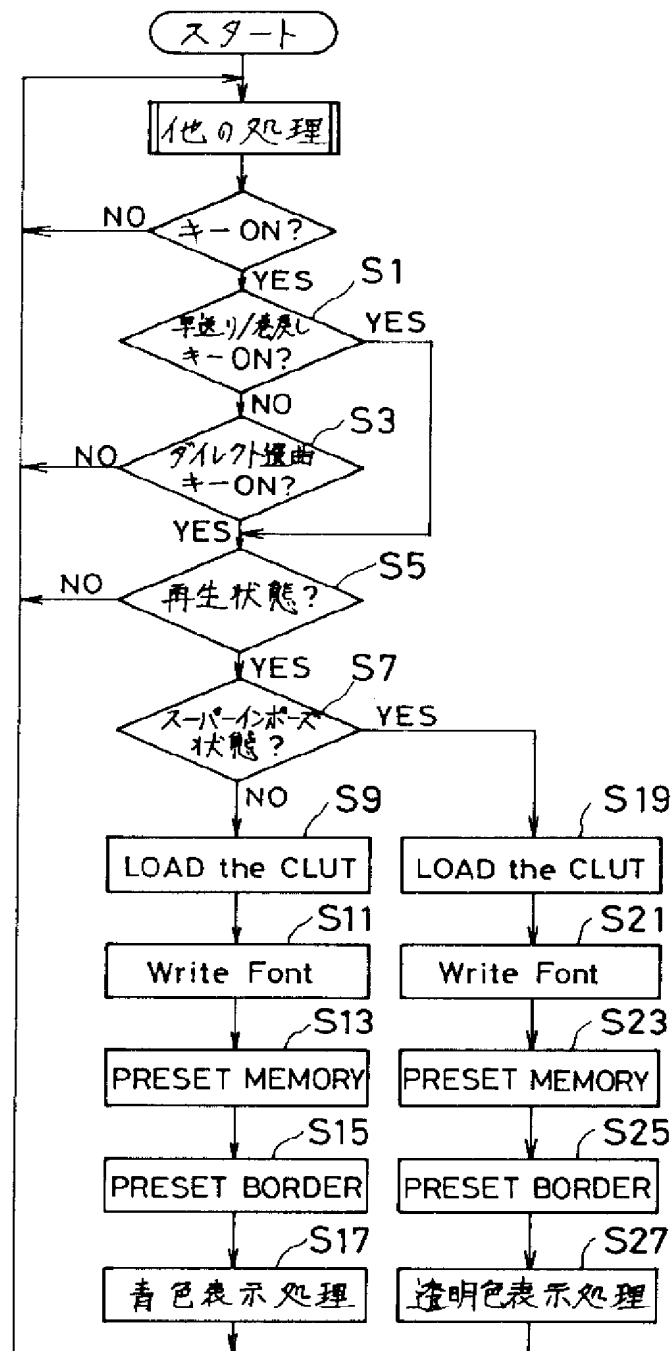 スタート
他の処理
キーON?
NO
YES
S1
早送り/巻戻し
キーON?
YES
NO
S3
ダイレクト選曲
キーON?
NO
YES
S5
再生状態?
NO
YES
S7
スーパーインポーズ
状態?
YES
NO
S9
S19
LOAD the CLUT
LOAD the CLUT
S11
S21
Write Font
Write Font
S13
S23
PRESET MEMORY
PRESET MEMORY
S15
S25
PRESET BORDER
PRESET BORDER
S17
S27
青色表示処理
透明色表示処理